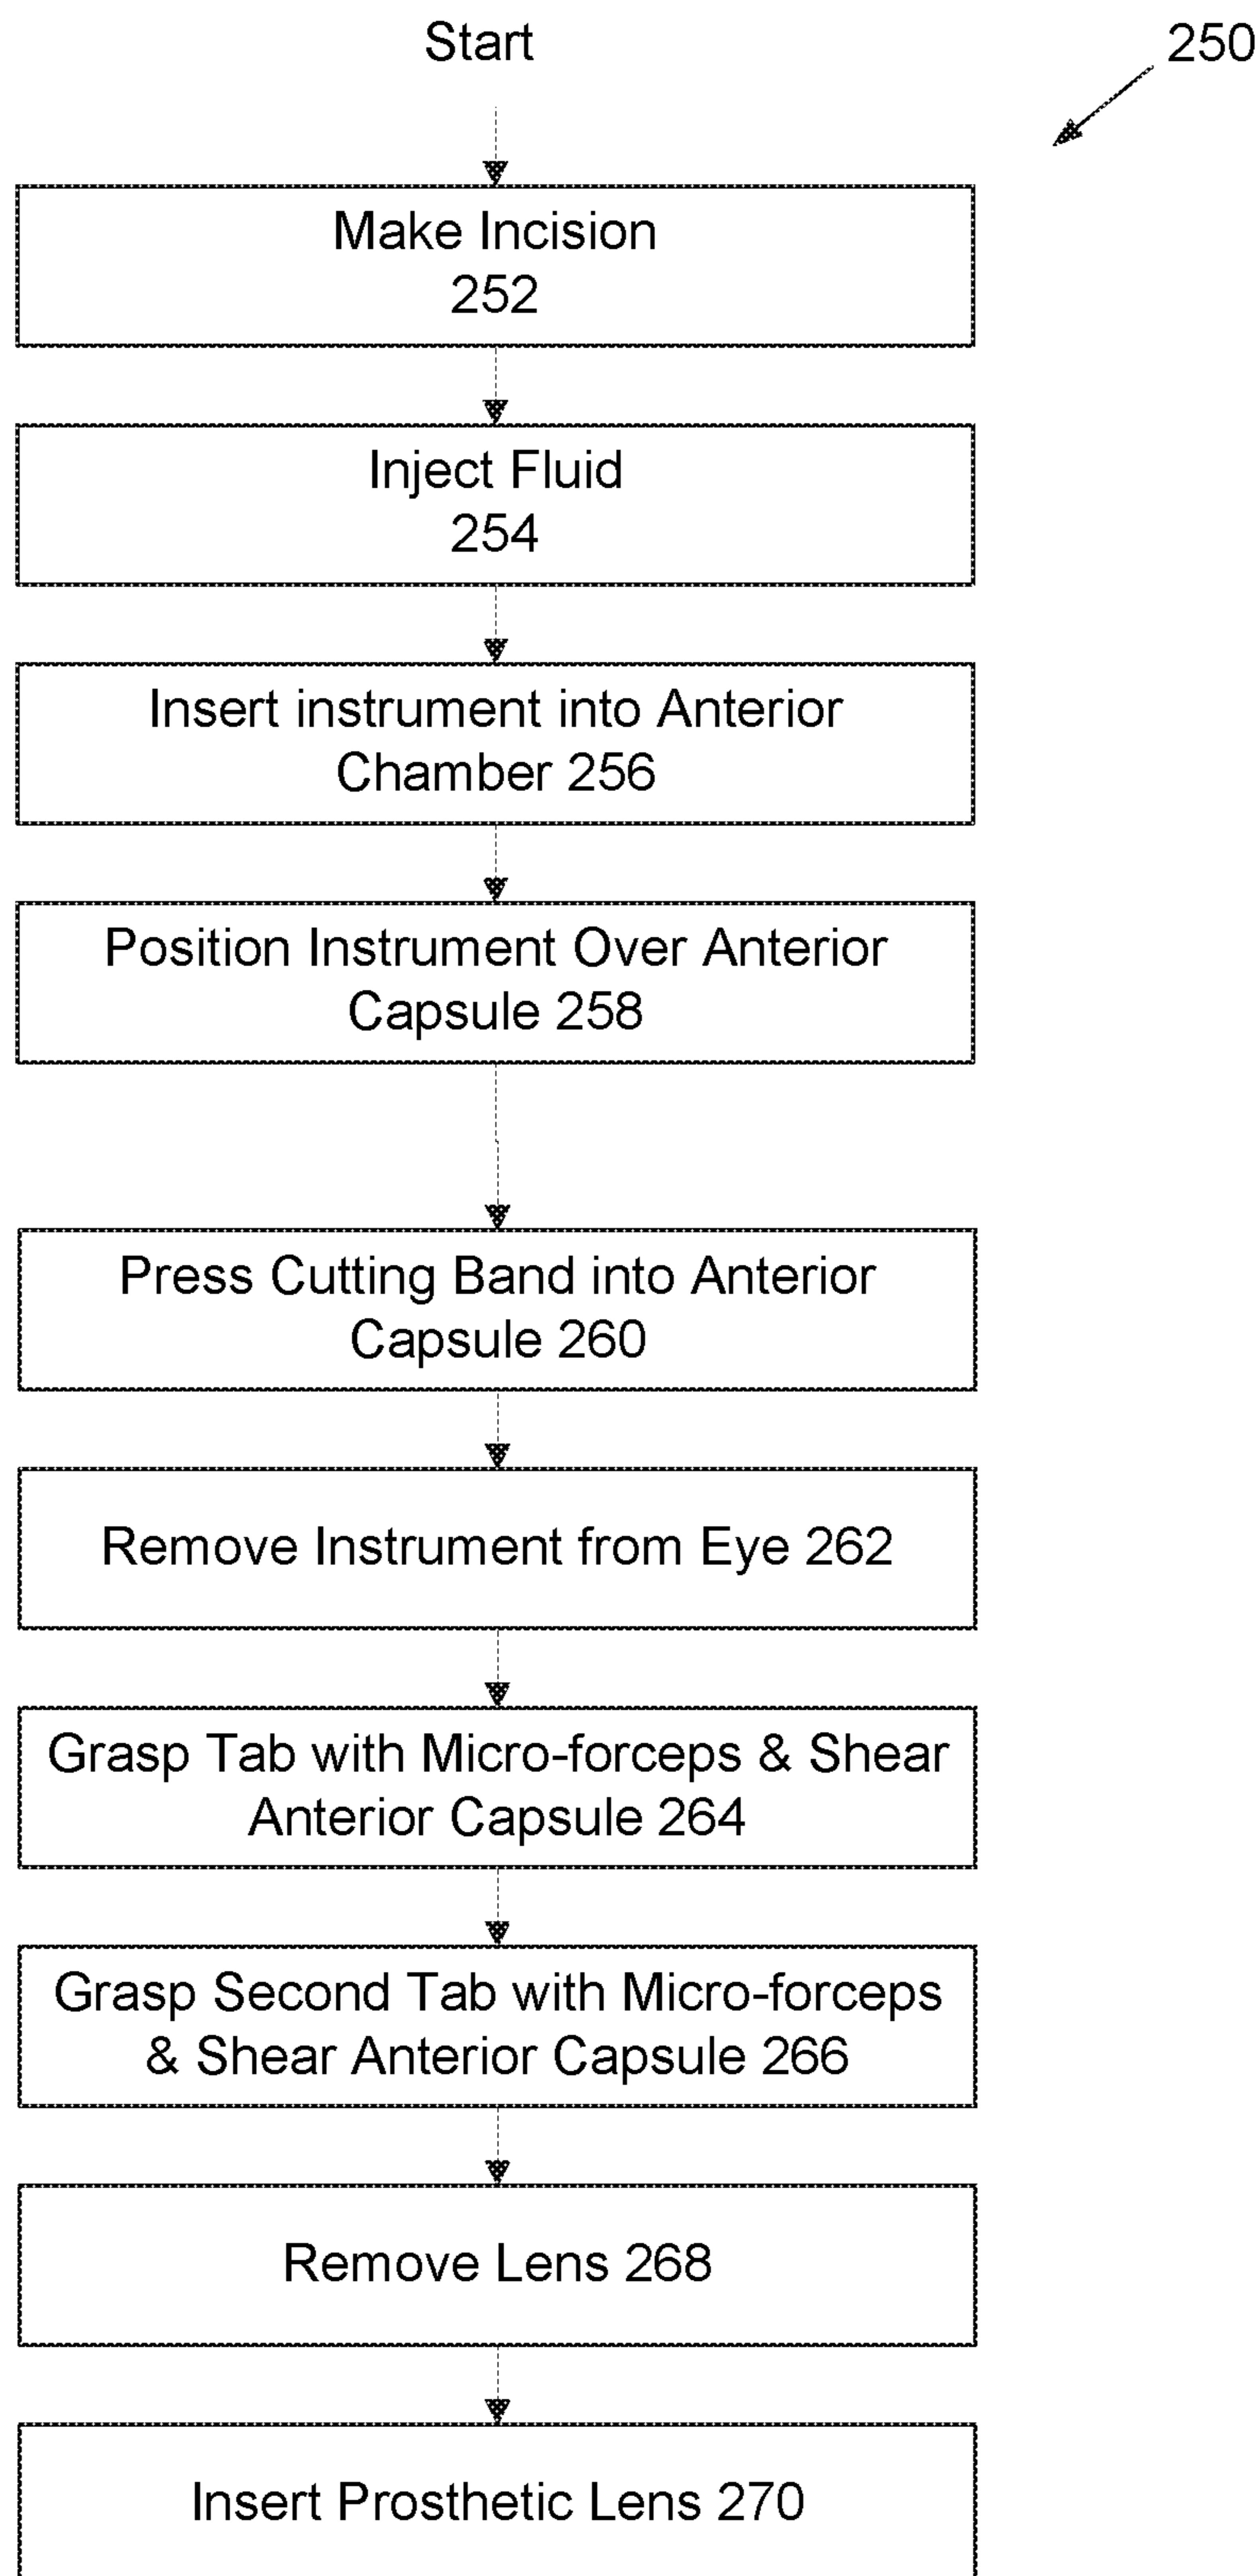 Start
250
Make Incision
252
Inject Fluid
254
Insert instrument into Anterior
Chamber 256
Position Instrument Over Anterior
Capsule 258
Press Cutting Band into Anterior
Capsule 260
Remove Instrument from Eye 262
Grasp Tab with Micro-forceps & Shear
Anterior Capsule 264
Grasp Second Tab with Micro-forceps
& Shear Anterior Capsule 266
Remove Lens 268
Insert Prosthetic Lens 270